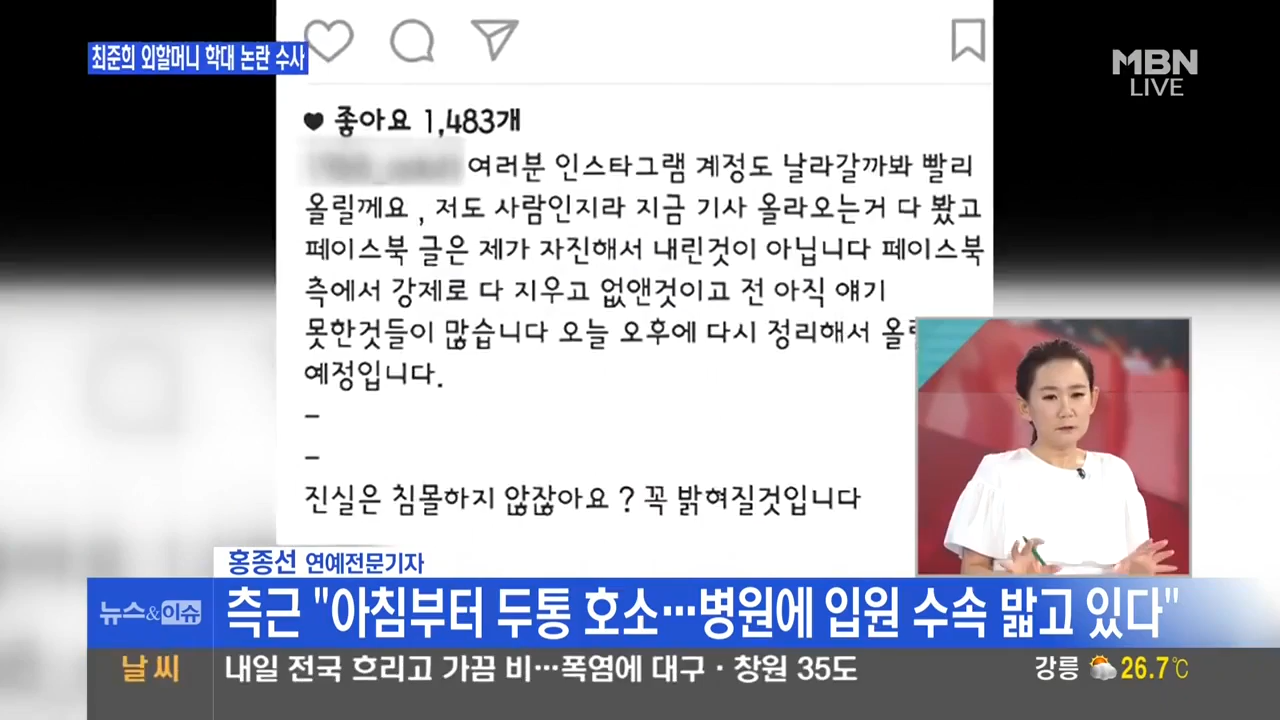 최준희 외할머니 학대 논란 수사
MBN
LIVE
좋아요 1,483개
여러분 인스타그램 계정도 날라갈까봐 빨리
올릴께요 , 저도 사람인지라 지금 기사 올라오는거 다 봤고
페이스북 글은 제가 자진해서 내린것이 아닙니다 페이스북
측에서 강제로 다 지우고 없앤것이고 전 아직 얘기
못한것들이 많습니다 오늘 오후에 다시 정리해서
예정입니다.
–
–
진실은 침몰하지 않잖아요 ? 꼭 밝혀질것입니다
홍종선 연예전문기자
뉴스&이슈
측근 "아침부터 두통 호소…병원에 입원 수속 밟고 있다"
날씨
내일 전국 흐리고 가끔 비…폭염에 대구·창원 35도
강릉 26.7℃